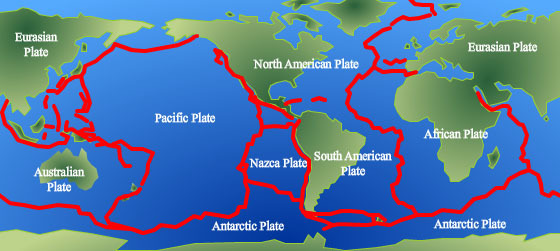 Eurasian
Plate
North American Plate
Eurasian Plate
Pacific Plate
African Plate
Nazca Plate
South American
Plate
Australian
Plate
Antarctic Plate
Antarctic Plate